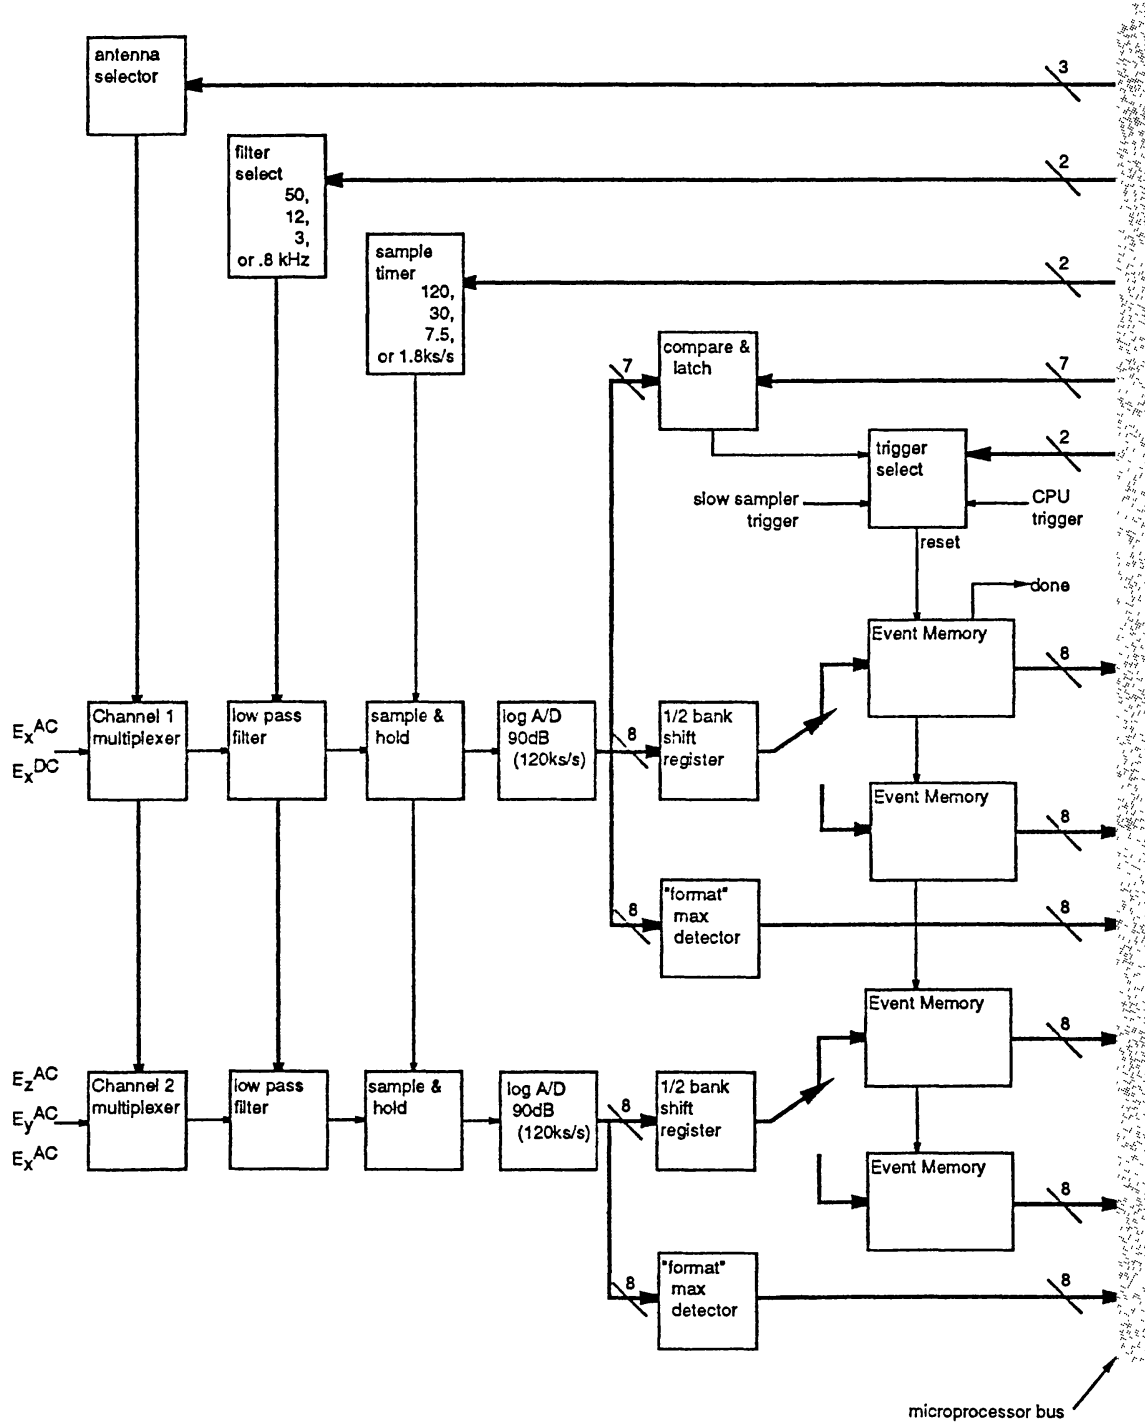 antenna
selector
3
filter
select
50,
12,
3,
or .8 kHz
2
sample
timer
120,
30,
7.5,
or 1.8ks/s
2
compare &
latch
7
7
trigger
select
2
slow sampler
trigger
CPU
trigger
reset
done
Event Memory
8
Ex AC
Ex DC
Channel 1
multiplexer
low pass
filter
sample &
hold
log A/D
90dB
(120ks/s)
8
1/2 bank
shift
register
Event Memory
8
8
"format"
max
detector
8
Event Memory
8
Ez AC
Ey AC
Ex AC
Channel 2
multiplexer
low pass
filter
sample &
hold
log A/D
90dB
(120ks/s)
8
1/2 bank
shift
register
Event Memory
8
8
"format"
max
detector
8
microprocessor bus